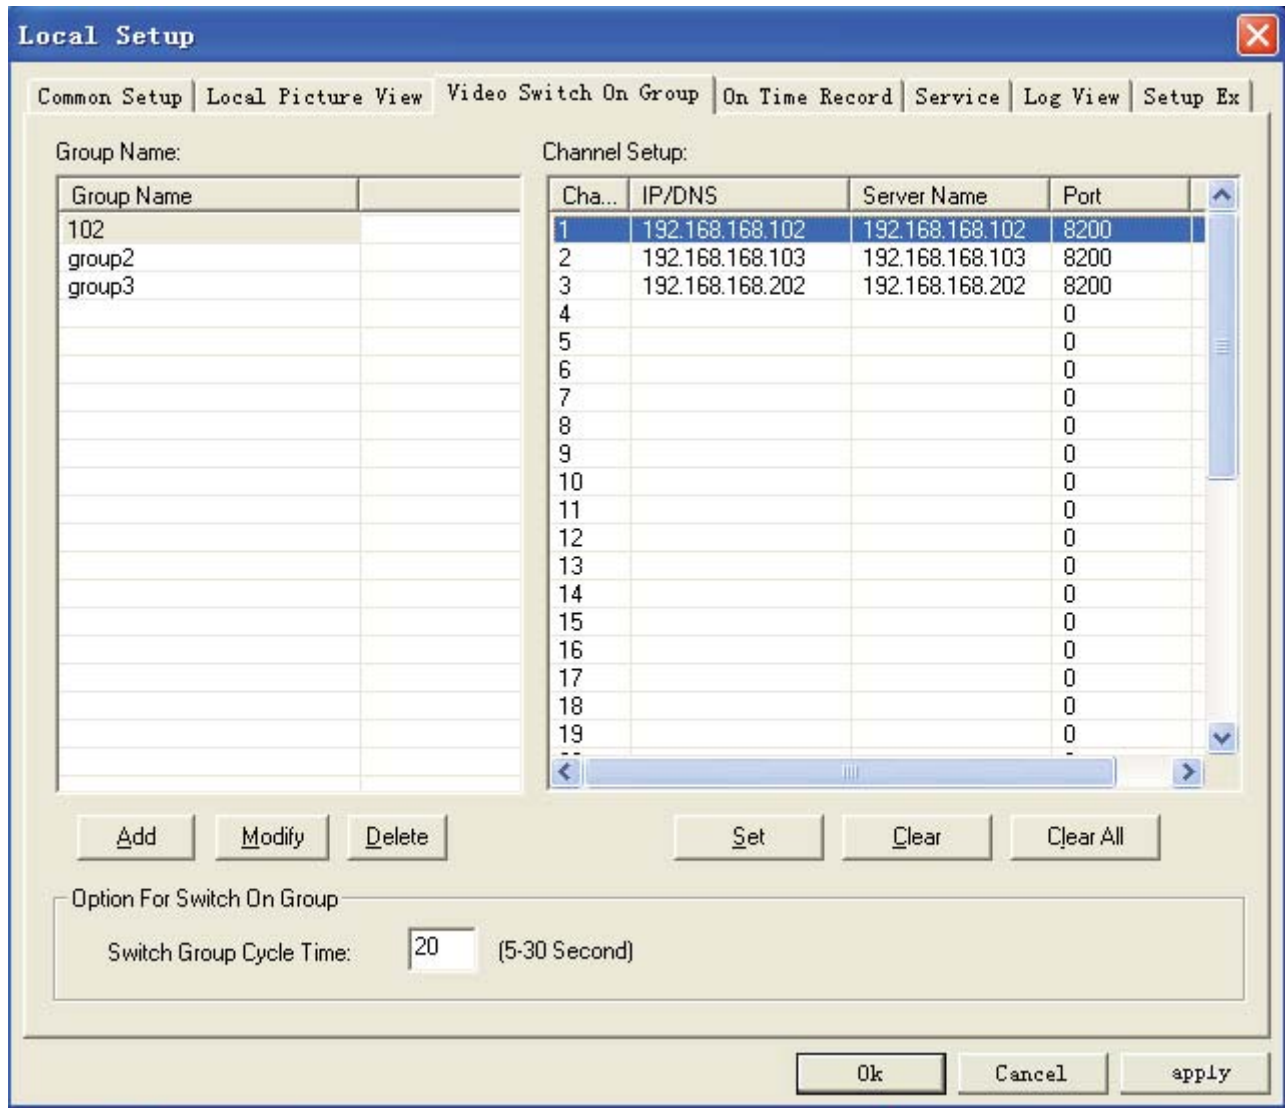 Local Setup
Common Setup Local Picture View Video Switch On Group On Time Record Service Log View Setup Ex
Group Name: Channel Setup:
Group Name Cha... IP/DNS Server Name Port
102 1 192.168.168.102 192.168.168.102 8200
group2 2 192.168.168.103 192.168.168.103 8200
group3 3 192.168.168.202 192.168.168.202 8200
4 0
5 0
6 0
7 0
8 0
9 0
10 0
11 0
12 0
13 0
14 0
15 0
16 0
17 0
18 0
19 0
Add Modify Delete Set Clear Clear All
Option For Switch On Group
Switch Group Cycle Time: 20 (5-30 Second)
Ok Cancel apply